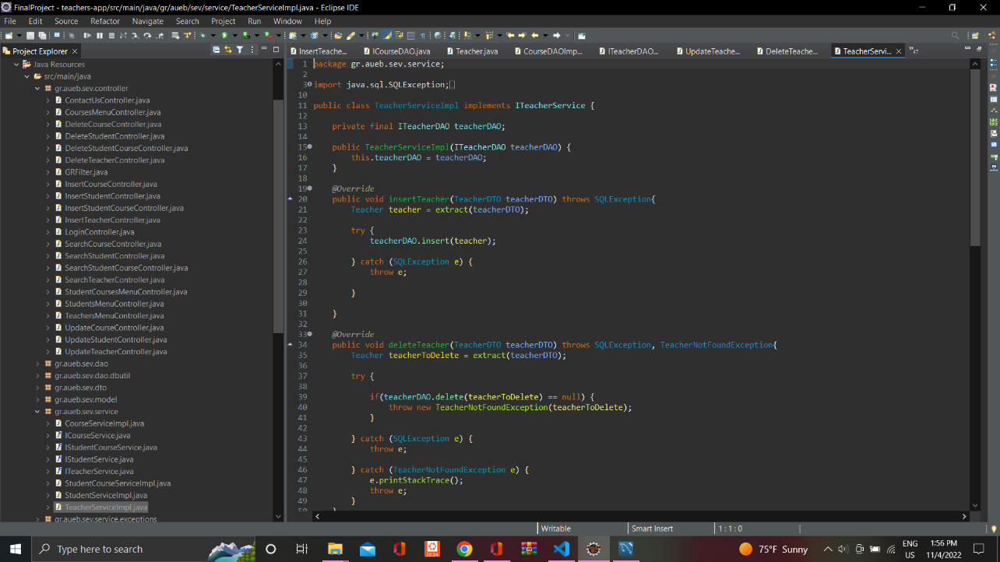 FinalProject - teachers-app/src/main/java/gr/aueb/sev/service/TeacherServiceImpl.java - Eclipse IDE
File Edit Source Refactor Navigate Search Project Run Window Help
Project Explorer
InsertTeache... ICourseDAO.java Teacher.java CourseDAOImp... ITeacherDAO... UpdateTeache... DeleteTeache... TeacherServi... »47
Java Resources
src/main/java
gr.aueb.sev.controller
ContactUsController.java
CoursesMenuController.java
DeleteCourseController.java
DeleteStudentController.java
DeleteStudentCourseController.java
DeleteTeacherController.java
GRFilter.java
InsertCourseController.java
InsertStudentController.java
InsertStudentCourseController.java
InsertTeacherController.java
LoginController.java
SearchCourseController.java
SearchStudentController.java
SearchStudentCourseController.java
SearchTeacherController.java
StudentCoursesMenuController.java
StudentsMenuController.java
TeachersMenuController.java
UpdateCourseController.java
UpdateStudentController.java
UpdateTeacherController.java
gr.aueb.sev.dao
gr.aueb.sev.dao.dbutil
gr.aueb.sev.dto
gr.aueb.sev.model
gr.aueb.sev.service
CourseServiceImpl.java
ICourseService.java
IStudentCourseService.java
IStudentService.java
ITeacherService.java
StudentCourseServiceImpl.java
StudentServiceImpl.java
TeacherServiceImpl.java
gr.aueb.sev.service.exceptions
1 package gr.aueb.sev.service;
2
3 import java.sql.SQLException;
10
11 public class TeacherServiceImpl implements ITeacherService {
12
13 private final ITeacherDAO teacherDAO;
14
15 public TeacherServiceImpl(ITeacherDAO teacherDAO) {
16 this.teacherDAO = teacherDAO;
17 }
18
19 @Override
20 public void insertTeacher(TeacherDTO teacherDTO) throws SQLException{
21 Teacher teacher = extract(teacherDTO);
22
23 try {
24 teacherDAO.insert(teacher);
25
26 } catch (SQLException e) {
27 throw e;
28
29 }
30
31 }
32
33 @Override
34 public void deleteTeacher(TeacherDTO teacherDTO) throws SQLException, TeacherNotFoundException{
35 Teacher teacherToDelete = extract(teacherDTO);
36
37 try {
38
39 if(teacherDAO.delete(teacherToDelete) == null) {
40 throw new TeacherNotFoundException(teacherToDelete);
41 }
42
43 } catch (SQLException e) {
44 throw e;
45
46 } catch (TeacherNotFoundException e) {
47 e.printStackTrace();
48 throw e;
49 }
50 }
Writable Smart Insert 1 : 1 : 0
Type here to search
20.04
75°F Sunny
ENG
US
1:56 PM
11/4/2022